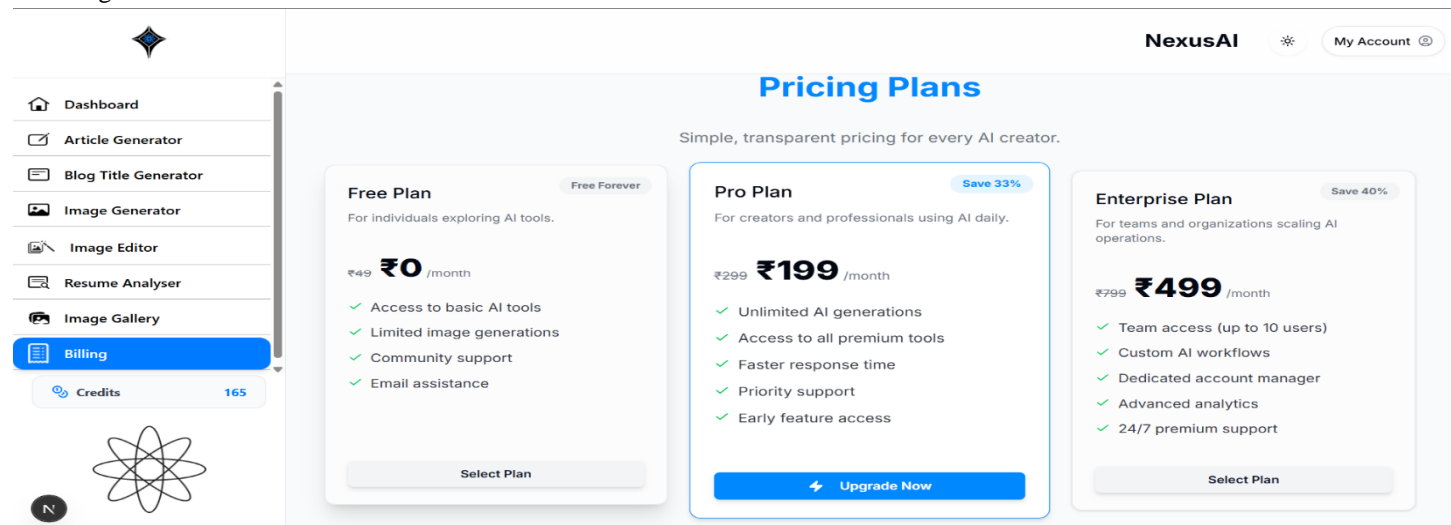 NexusAI
My Account
Dashboard
Article Generator
Blog Title Generator
Image Generator
Image Editor
Resume Analyser
Image Gallery
Billing
Credits 165
N
Pricing Plans
Simple, transparent pricing for every AI creator.
Free Plan
Free Forever
For individuals exploring AI tools.
₹49 ₹0 /month
Access to basic AI tools
Limited image generations
Community support
Email assistance
Select Plan
Pro Plan
Save 33%
For creators and professionals using AI daily.
₹299 ₹199 /month
Unlimited AI generations
Access to all premium tools
Faster response time
Priority support
Early feature access
Upgrade Now
Enterprise Plan
Save 40%
For teams and organizations scaling AI
operations.
₹799 ₹499 /month
Team access (up to 10 users)
Custom AI workflows
Dedicated account manager
Advanced analytics
24/7 premium support
Select Plan